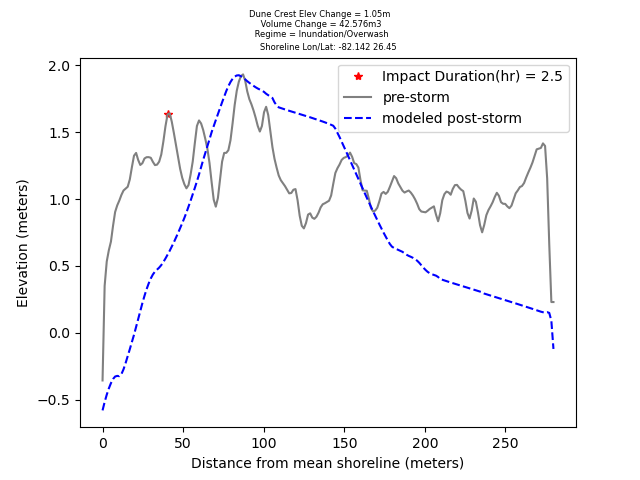 Dune Crest Elev Change = 1.05m
Volume Change = 42.576m3
Regime = Inundation/Overwash
Shoreline Lon/Lat: -82.142 26.45
Impact Duration(hr) = 2.5
pre-storm
modeled post-storm
Elevation (meters)
2.0
1.5
1.0
0.5
0.0
−0.5
0 50 100 150 200 250
Distance from mean shoreline (meters)